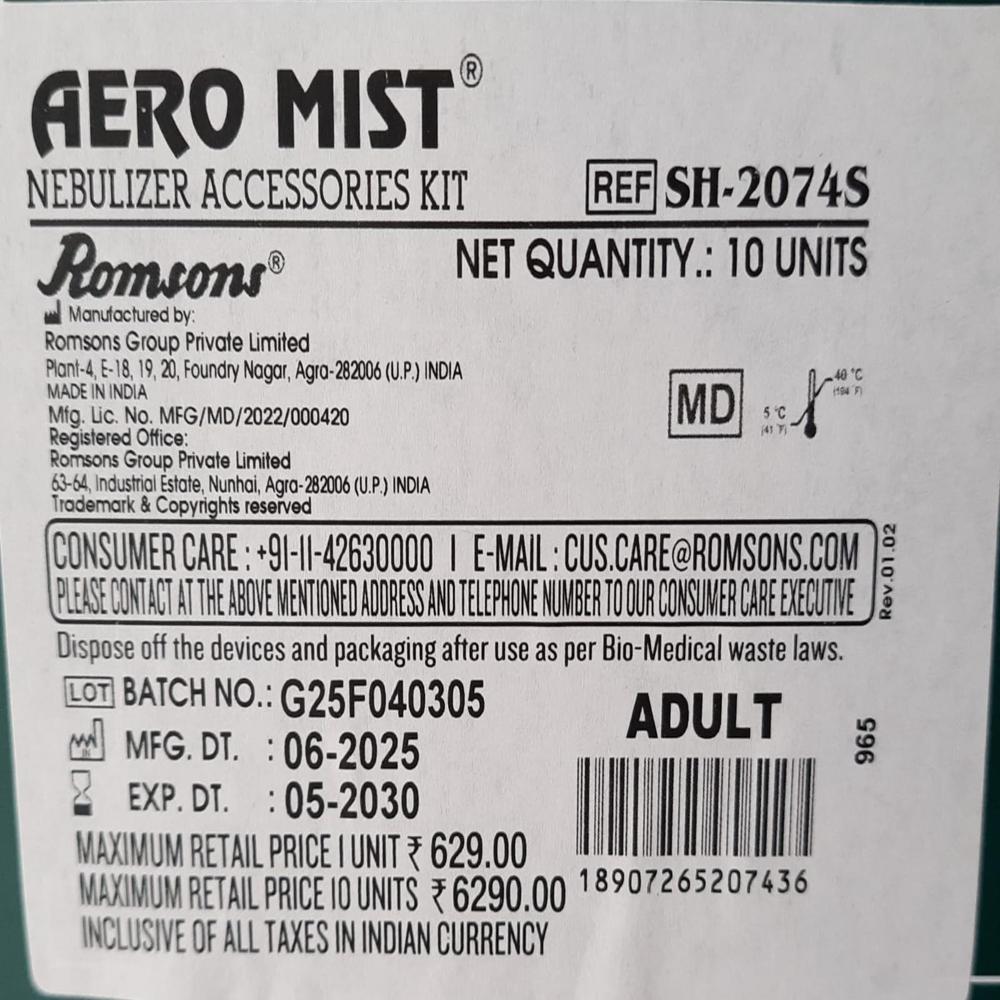 AERO MIST®
NEBULIZER ACCESSORIES KIT
REF SH-2074S
Romsons®
NET QUANTITY.: 10 UNITS
Manufactured by:
Romsons Group Private Limited
Plant-4, E-18, 19, 20, Foundry Nagar, Agra-282006 (U.P.) INDIA
MADE IN INDIA
Mfg. Lic. No. MFG/MD/2022/000420
Registered Office:
Romsons Group Private Limited
63-64, Industrial Estate, Nunhai, Agra-282006 (U.P.) INDIA
Trademark & Copyrights reserved
MD
40 °C
(104 °F)
5 °C
(41 °F)
CONSUMER CARE : +91-11-42630000 | E-MAIL : CUS.CARE@ROMSONS.COM
PLEASE CONTACT AT THE ABOVE MENTIONED ADDRESS AND TELEPHONE NUMBER TO OUR CONSUMER CARE EXECUTIVE
Rev.01.02
Dispose off the devices and packaging after use as per Bio-Medical waste laws.
LOT BATCH NO.: G25F040305
IN MFG. DT. : 06-2025
EXP. DT. : 05-2030
ADULT
965
MAXIMUM RETAIL PRICE 1 UNIT ₹ 629.00
MAXIMUM RETAIL PRICE 10 UNITS ₹ 6290.00
INCLUSIVE OF ALL TAXES IN INDIAN CURRENCY
18907265207436